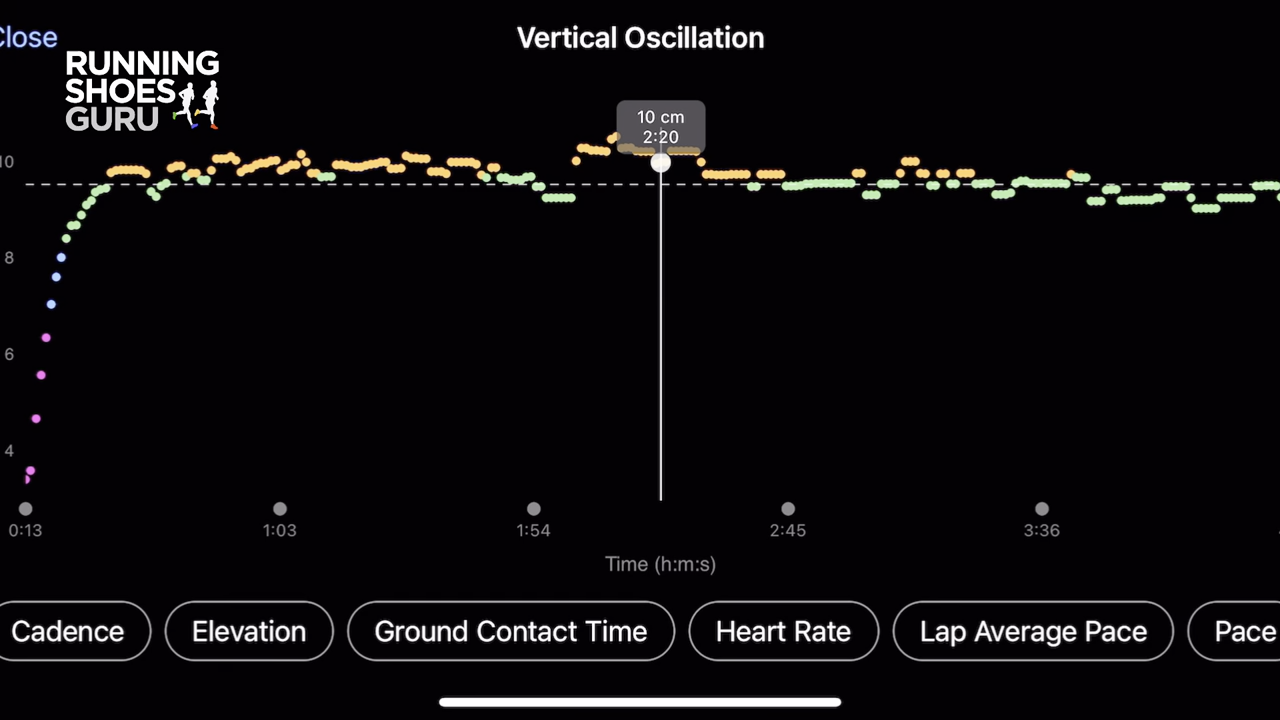 Close
Vertical Oscillation
RUNNING
SHOES
GURU
10 cm
2:20
10
8
6
4
0:13
1:03
1:54
2:45
3:36
Time (h:m:s)
Cadence
Elevation
Ground Contact Time
Heart Rate
Lap Average Pace
Pace